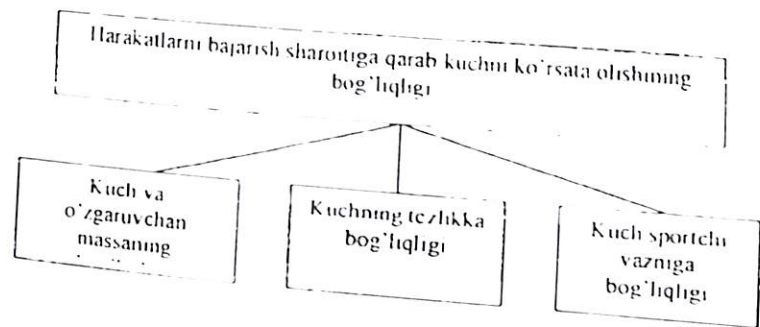 Harakatlarni bajarish sharoitiga qarab kuchni ko'rsata olishining
bog'liqligi
Kuch va
o'zgaruvchan
massaning
Kuchning tezlikka
bog'liqligi
Kuch sportchi
vazniga
bog'liqligi